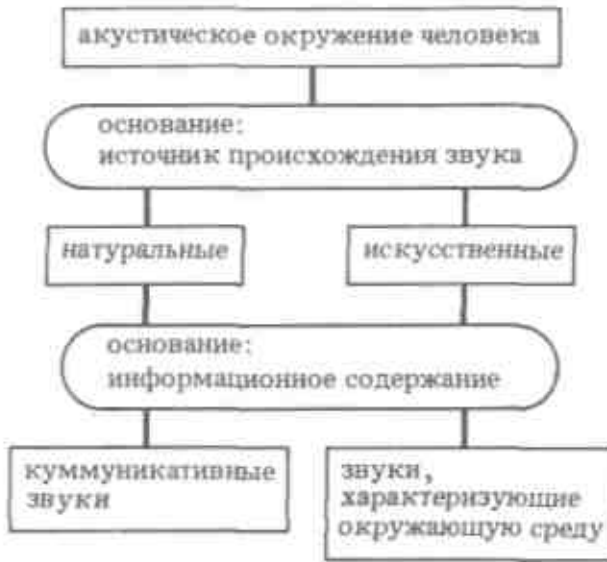 акустическое окружение человека
основание:
источник происхождения звука
натуральные
искусственные
основание:
информационное содержание
куммуникативные
звуки
звуки,
характеризующие
окружающую среду